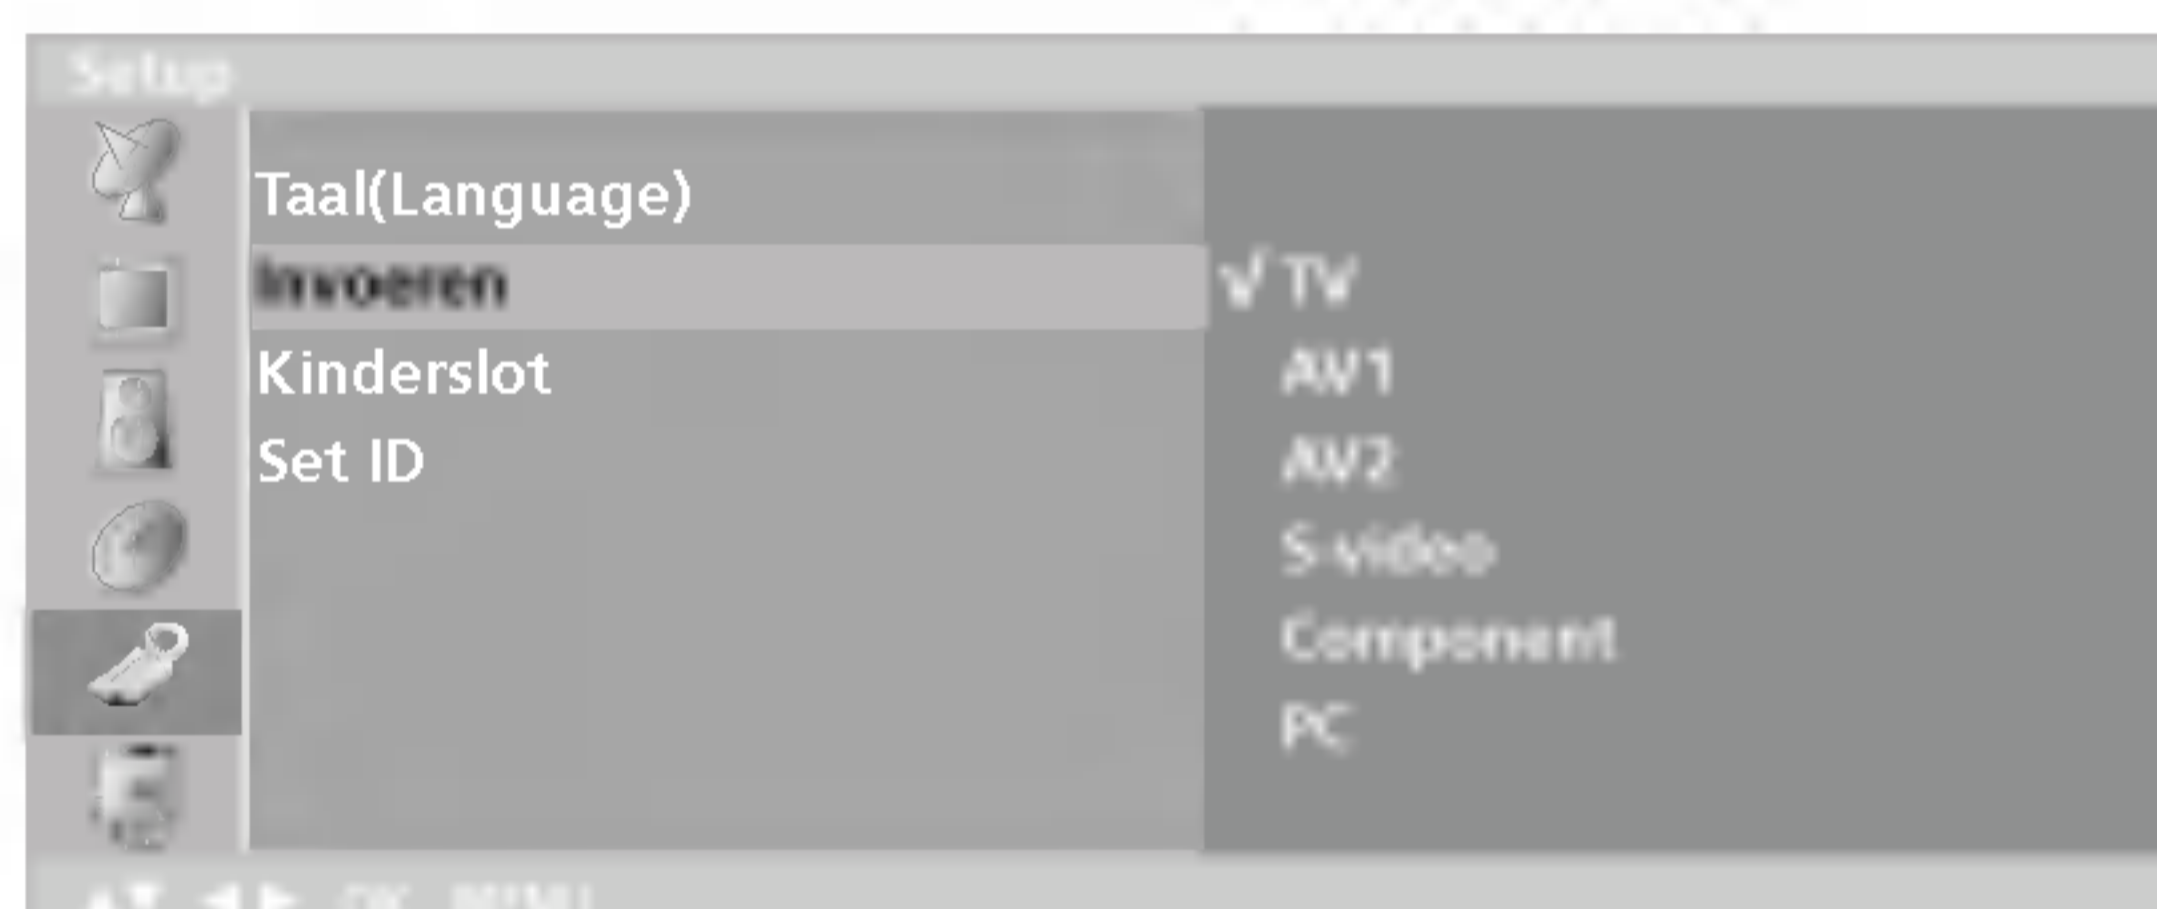 Setup
Taal(Language)
Invoeren
√ TV
Kinderslot
AV1
Set ID
AV2
S-video
Component
PC
OK MENU